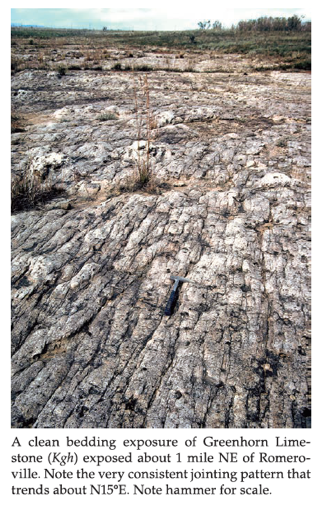 A clean bedding exposure of Greenhorn Lime-
stone (Kgh) exposed about 1 mile NE of Romero-
ville. Note the very consistent jointing pattern that
trends about N15°E. Note hammer for scale.